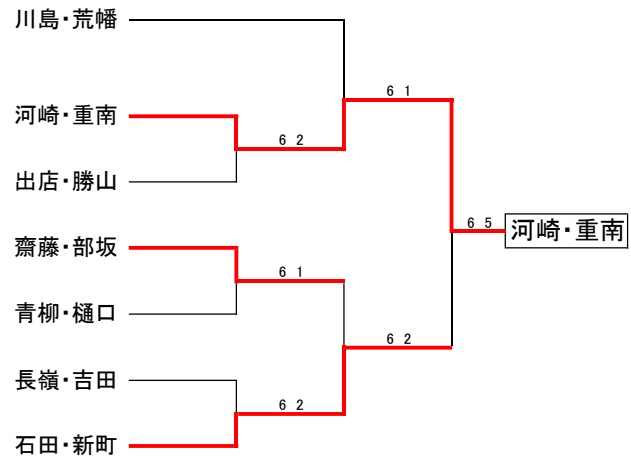 川島・荒幡
6 1
河崎・重南
6 2
出店・勝山
6 5
河崎・重南
齋藤・部坂
6 1
青柳・樋口
6 2
長嶺・吉田
6 2
石田・新町